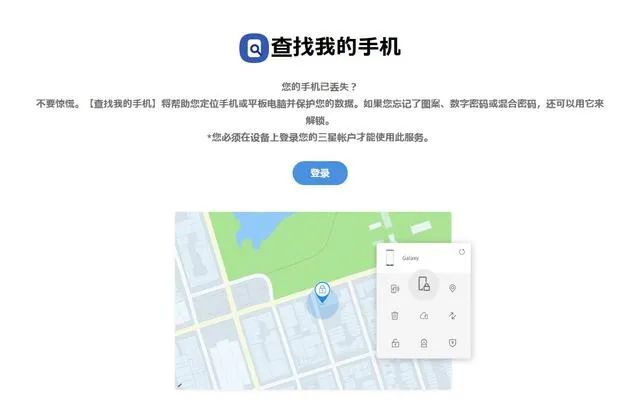 查找我的手机
您的手机已丢失？
不要惊慌。【查找我的手机】将帮助您定位手机或平板电脑并保护您的数据。如果您忘记了图案、数字密码或混合密码，还可以用它来
解锁。
*您必须在设备上登录您的三星帐户才能使用此服务。
登录
Galaxy